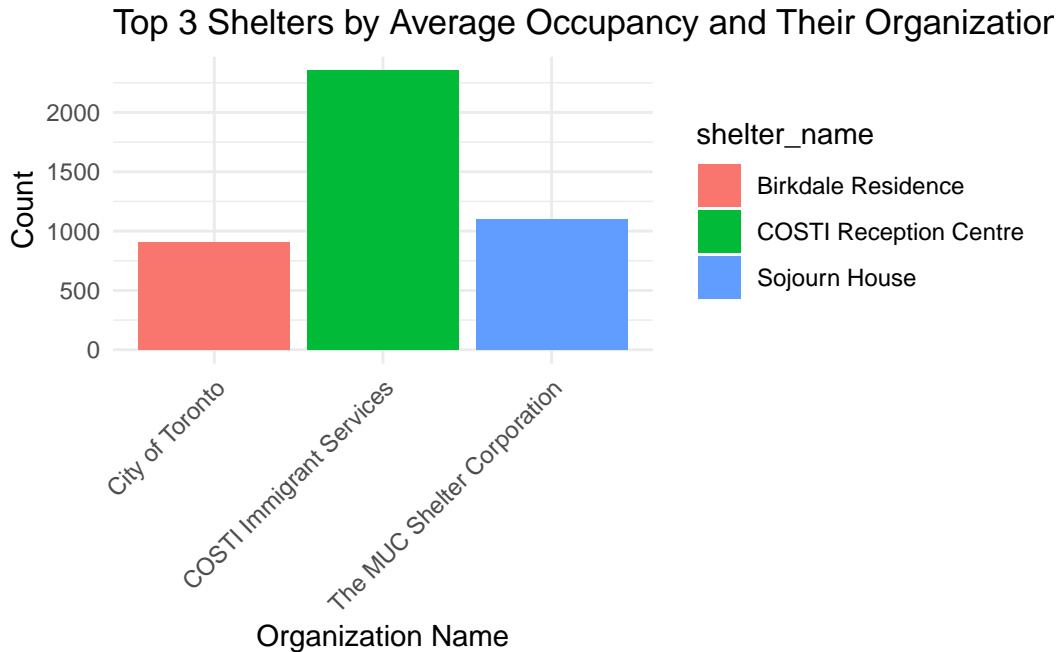 Top 3 Shelters by Average Occupancy and Their Organization
Count
2000
1500
1000
500
0
City of Toronto
COSTI Immigrant Services
The MUC Shelter Corporation
Organization Name
shelter_name
Birkdale Residence
COSTI Reception Centre
Sojourn House